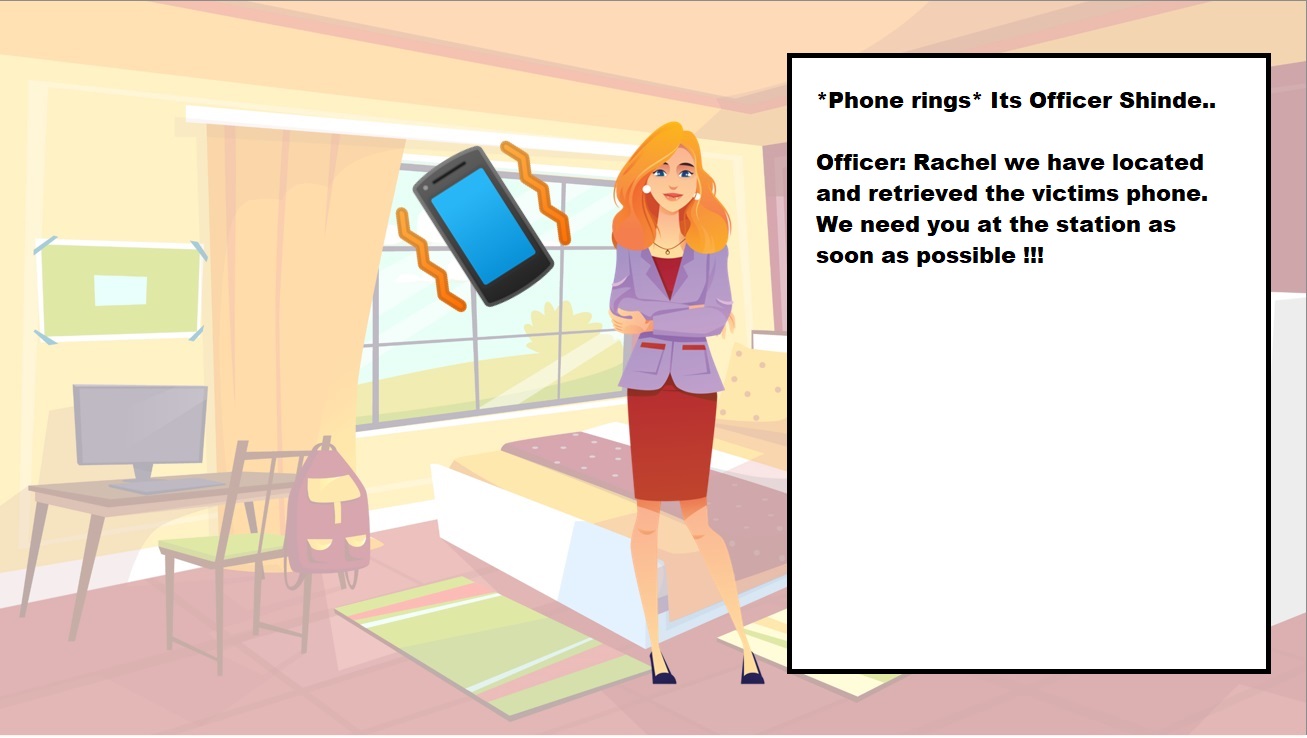 *Phone rings* Its Officer Shinde..
Officer: Rachel we have located
and retrieved the victims phone.
We need you at the station as
soon as possible !!!